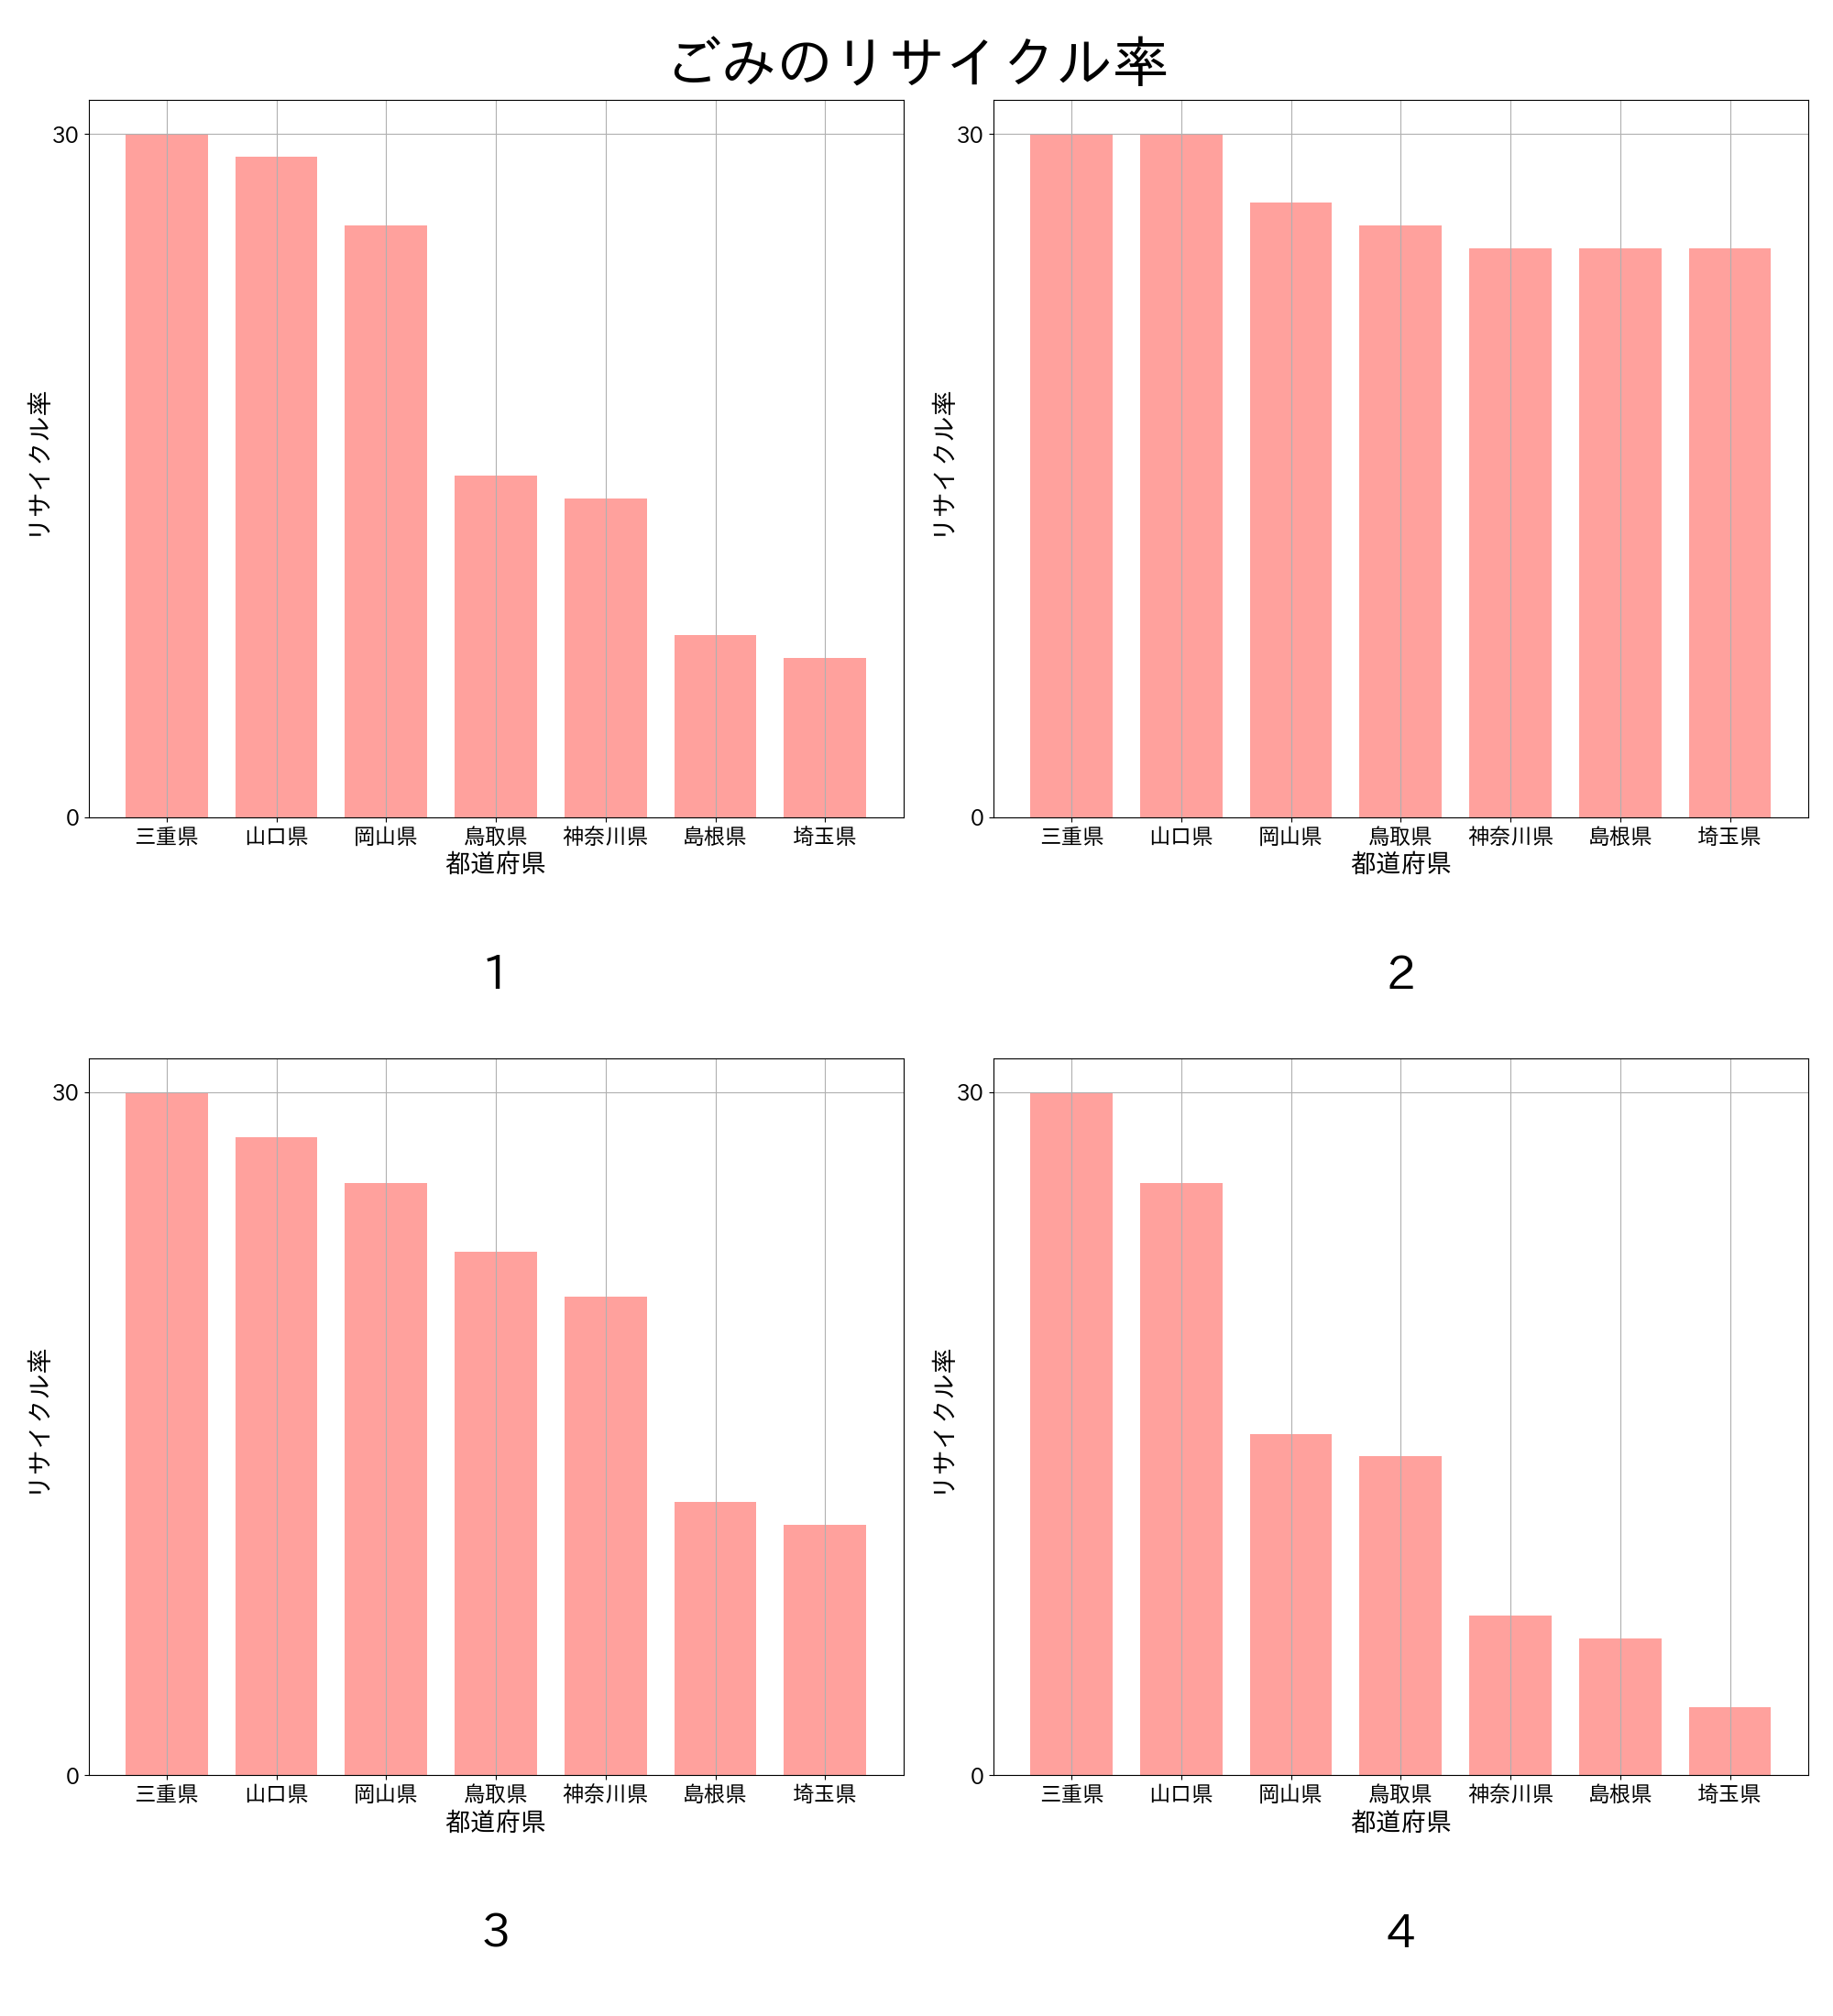 ごみのリサイクル率
30
0
リサイクル率
三重県 山口県 岡山県 鳥取県 神奈川県 島根県 埼玉県
都道府県
1
30
0
リサイクル率
三重県 山口県 岡山県 鳥取県 神奈川県 島根県 埼玉県
都道府県
2
30
0
リサイクル率
三重県 山口県 岡山県 鳥取県 神奈川県 島根県 埼玉県
都道府県
3
30
0
リサイクル率
三重県 山口県 岡山県 鳥取県 神奈川県 島根県 埼玉県
都道府県
4